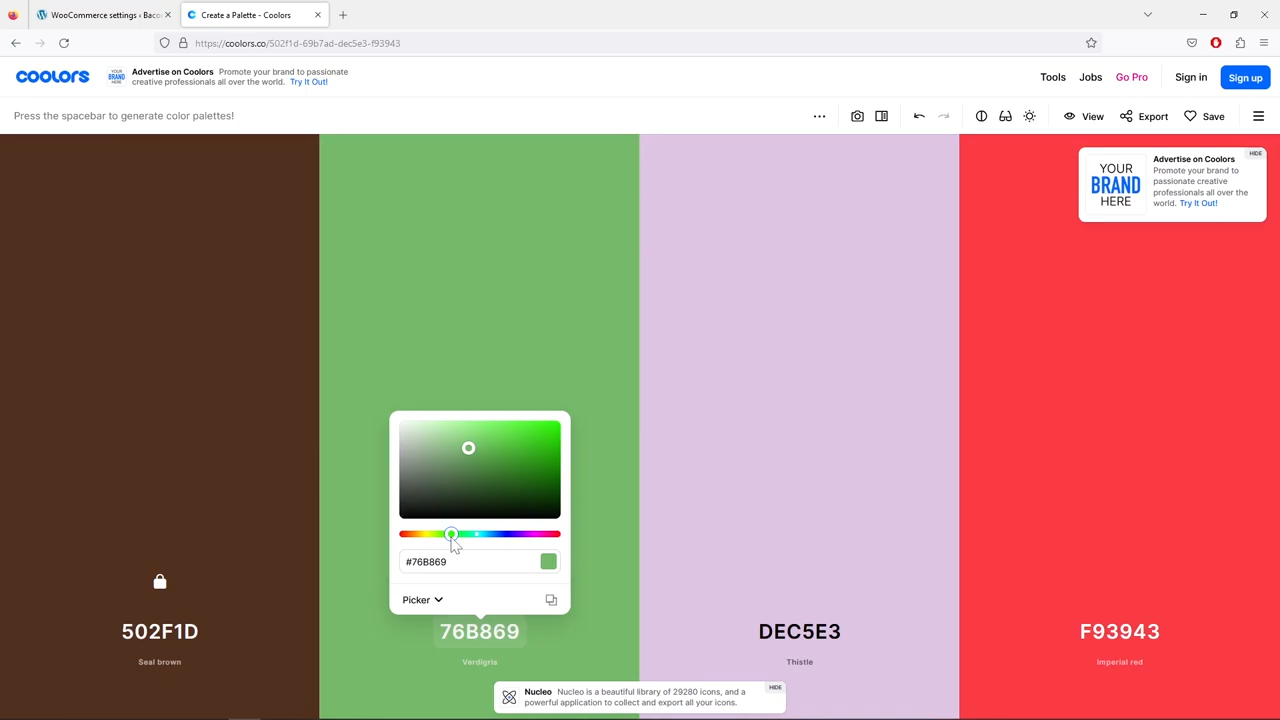 WooCommerce settings ‹ Baco
Create a Palette - Coolors
https://coolors.co/502f1d-69b7ad-dec5e3-f93943
coolors
YOUR
BRAND
HERE
Advertise on Coolors Promote your brand to passionate
creative professionals all over the world. Try It Out!
Tools
Jobs
Go Pro
Sign in
Sign up
Press the spacebar to generate color palettes!
View
Export
Save
HIDE
YOUR
BRAND
HERE
Advertise on Coolors
Promote your brand to
passionate creative
professionals all over the
world. Try It Out!
#76B869
Picker
502F1D
76B869
DEC5E3
F93943
Seal brown
Verdigris
Thistle
Imperial red
Nucleo Nucleo is a beautiful library of 29280 icons, and a
powerful application to collect and export all your icons.
HIDE